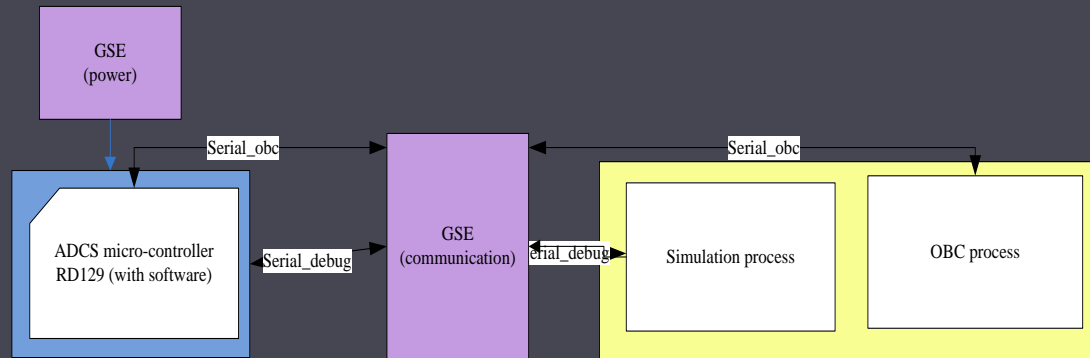 GSE
(power)
Serial_obc
Serial_obc
ADCS micro-controller
RD129 (with software)
Serial_debug
GSE
(communication)
erial_debug
Simulation process
OBC process